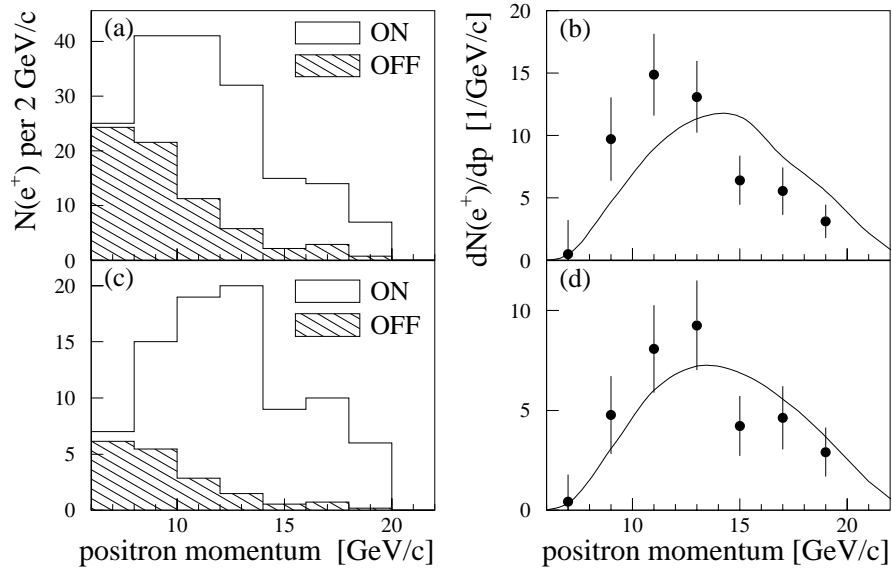 (a)
ON
OFF
40
30
20
10
0
N(e+) per 2 GeV/c
(b)
20
15
10
5
0
dN(e+)/dp [1/GeV/c]
(c)
ON
OFF
20
15
10
5
0
10
15
20
positron momentum [GeV/c]
(d)
10
5
0
10
15
20
positron momentum [GeV/c]